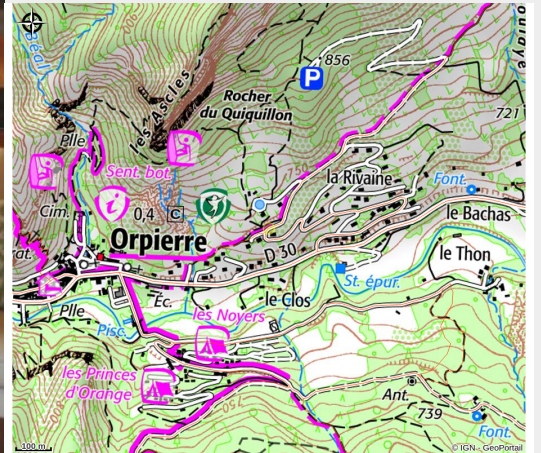 Béal
856
P
les Ascles
Rocher
du Quiquillon
721
Plle
Sent. bot.
la Rivaine
Font.
Cim.
i
0,4
C
le Bachas
Orpierre
D 30
le Thon
St. épur.
Éc.
le Clos
Plle
les Noyers
Pisc.
les Princes
d'Orange
Ant.
739
Font.
100 m
© IGN - GeoPortail